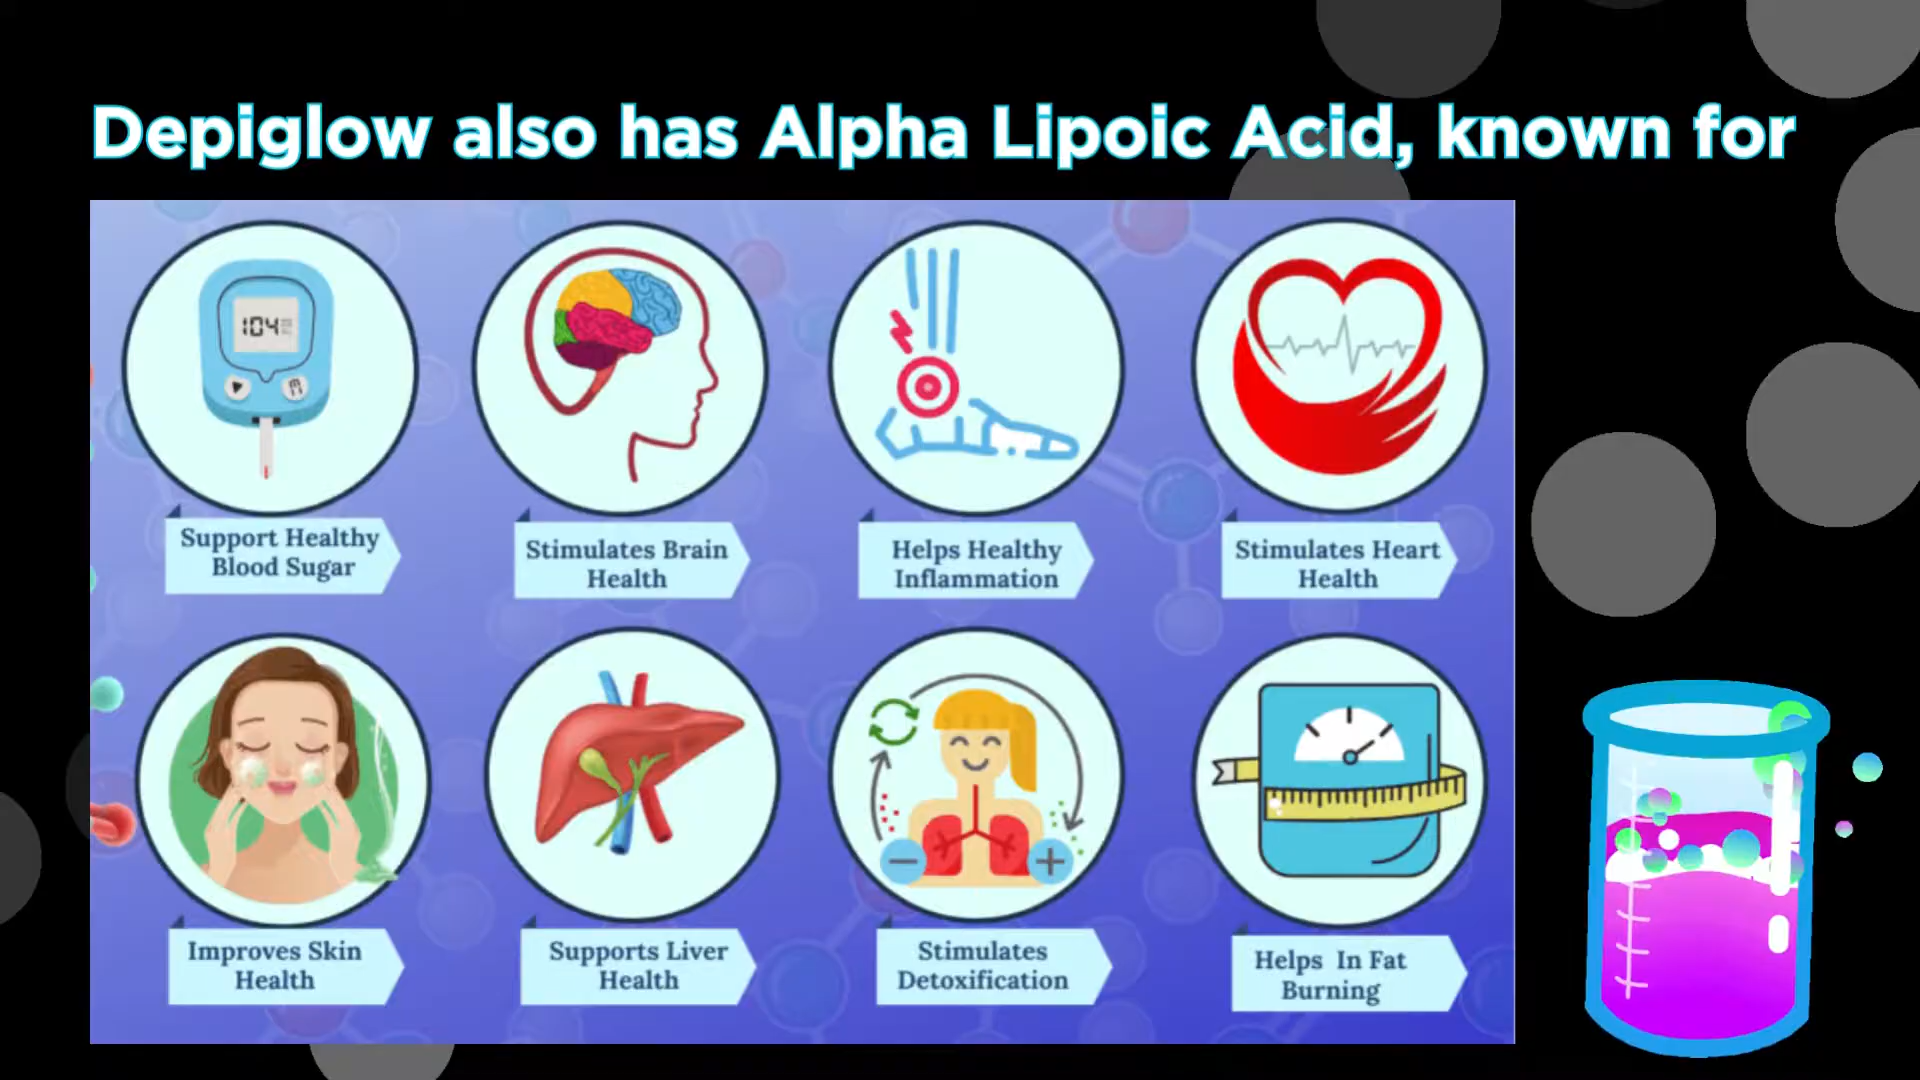 Depiglow also has Alpha Lipoic Acid, known for
104
Support Healthy
Blood Sugar
Stimulates Brain
Health
Helps Healthy
Inflammation
Stimulates Heart
Health
Improves Skin
Health
Supports Liver
Health
Stimulates
Detoxification
Helps In Fat
Burning